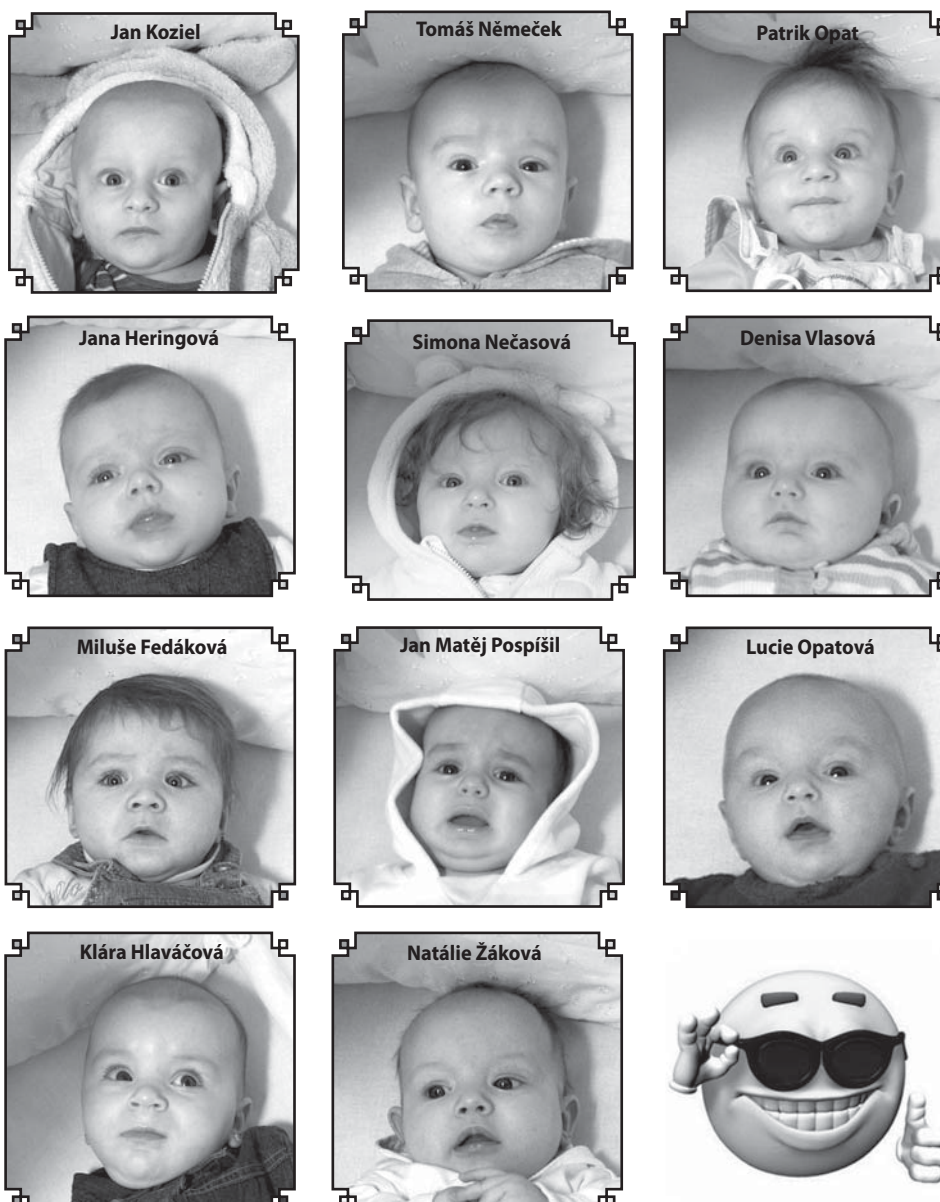 Jan Koziel
Tomáš Němeček
Patrik Opat
Jana Heringová
Simona Nečasová
Denisa Vlasová
Miluše Fedáková
Jan Matěj Pospíšil
Lucie Opatová
Klára Hlaváčová
Natálie Žáková